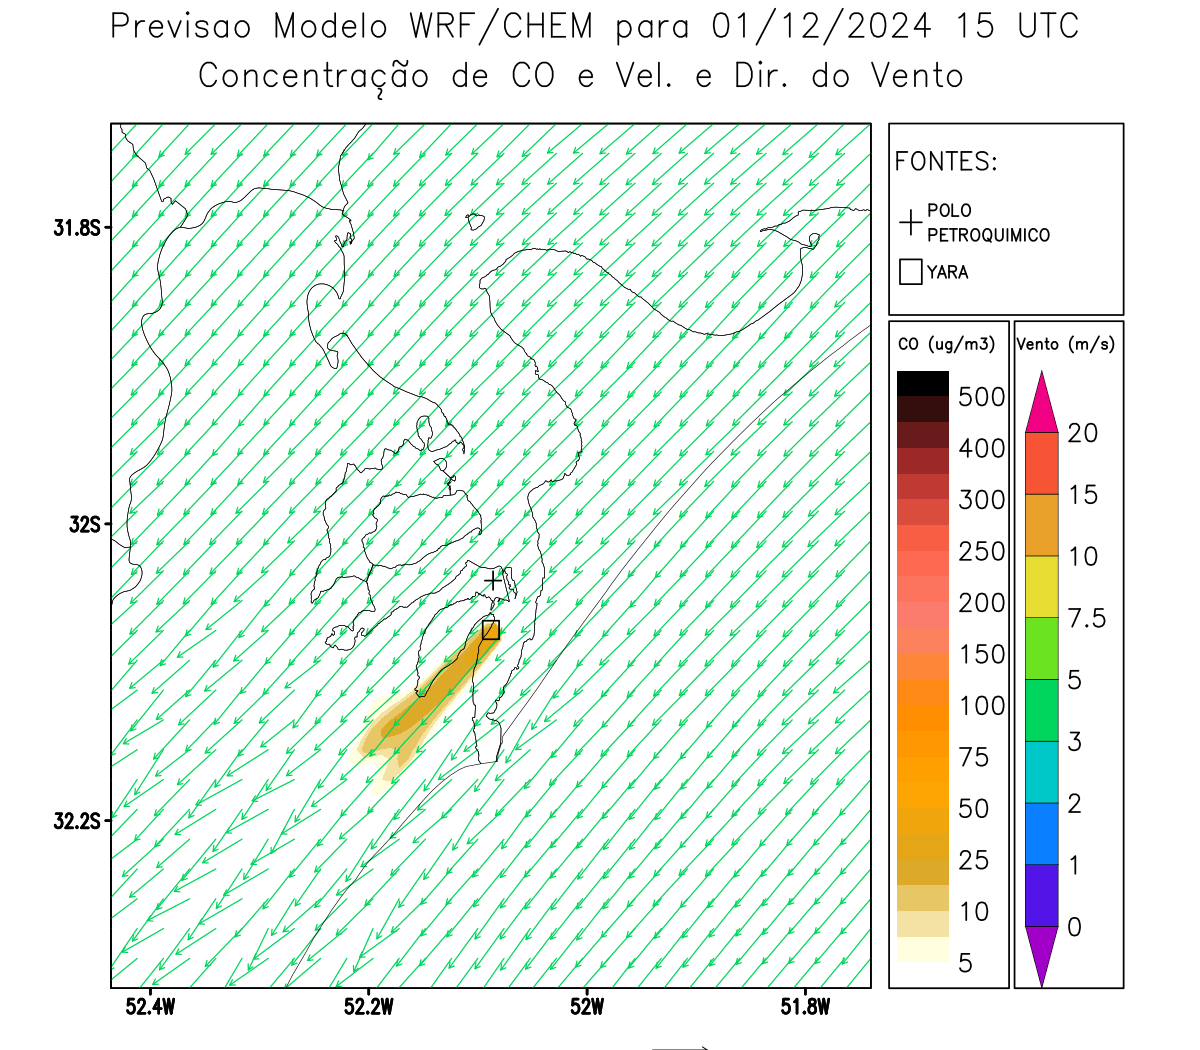 Previsao Modelo WRF/CHEM para 01/12/2024 15 UTC
Concentração de CO e Vel. e Dir. do Vento
FONTES:
POLO
PETROQUIMICO
YARA
CO (ug/m3)
500
400
300
250
200
150
100
75
50
25
10
5
Vento (m/s)
20
15
10
7.5
5
3
2
1
0
31.8S
32S
32.2S
52.4W
52.2W
52W
51.8W